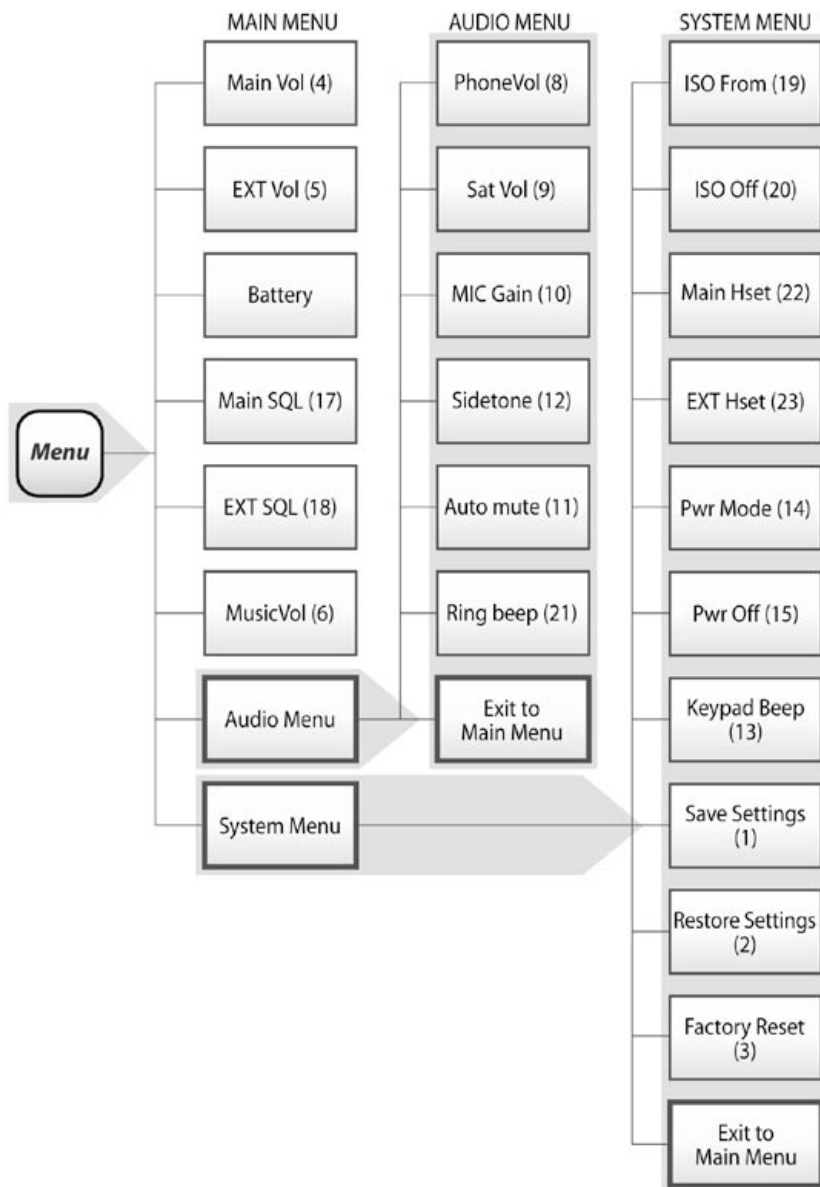 MAIN MENU
AUDIO MENU
SYSTEM MENU
Main Vol (4)
PhoneVol (8)
ISO From (19)
EXT Vol (5)
Sat Vol (9)
ISO Off (20)
Battery
MIC Gain (10)
Main Hset (22)
Main SQL (17)
Sidetone (12)
EXT Hset (23)
Menu
EXT SQL (18)
Auto mute (11)
Pwr Mode (14)
MusicVol (6)
Ring beep (21)
Pwr Off (15)
Audio Menu
Exit to
Main Menu
Keypad Beep
(13)
System Menu
Save Settings
(1)
Restore Settings
(2)
Factory Reset
(3)
Exit to
Main Menu